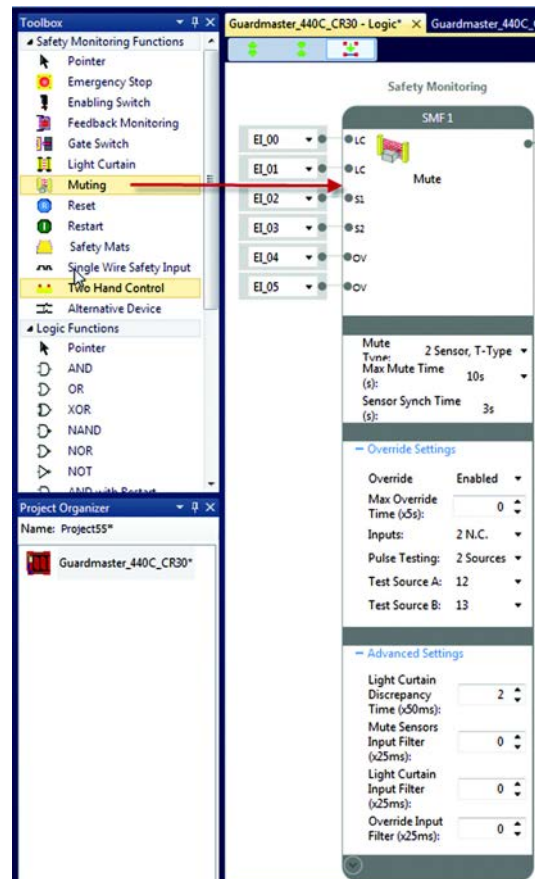 Toolbox
Safety Monitoring Functions
Pointer
Emergency Stop
Enabling Switch
Feedback Monitoring
Gate Switch
Light Curtain
Muting
Reset
Restart
Safety Mats
Single Wire Safety Input
Two Hand Control
Alternative Device
Logic Functions
Pointer
AND
OR
XOR
NAND
NOR
NOT
AND with Restart
Project Organizer
Name: Project55*
Guardmaster_440C_CR30*
Guardmaster_440C_CR30 - Logic*
Guardmaster_440C_
Safety Monitoring
SMF 1
EI_00 LC
EI_01 LC
Mute
EI_02 S1
EI_03 S2
EI_04 OV
EI_05 OV
Mute
Type: 2 Sensor, T-Type
Max Mute Time
(s): 10s
Sensor Synch Time
(s): 3s
Override Settings
Override Enabled
Max Override
Time (x5s): 0
Inputs: 2 N.C.
Pulse Testing: 2 Sources
Test Source A: 12
Test Source B: 13
Advanced Settings
Light Curtain
Discrepancy
Time (x50ms): 2
Mute Sensors
Input Filter
(x25ms): 0
Light Curtain
Input Filter
(x25ms): 0
Override Input
Filter (x25ms): 0